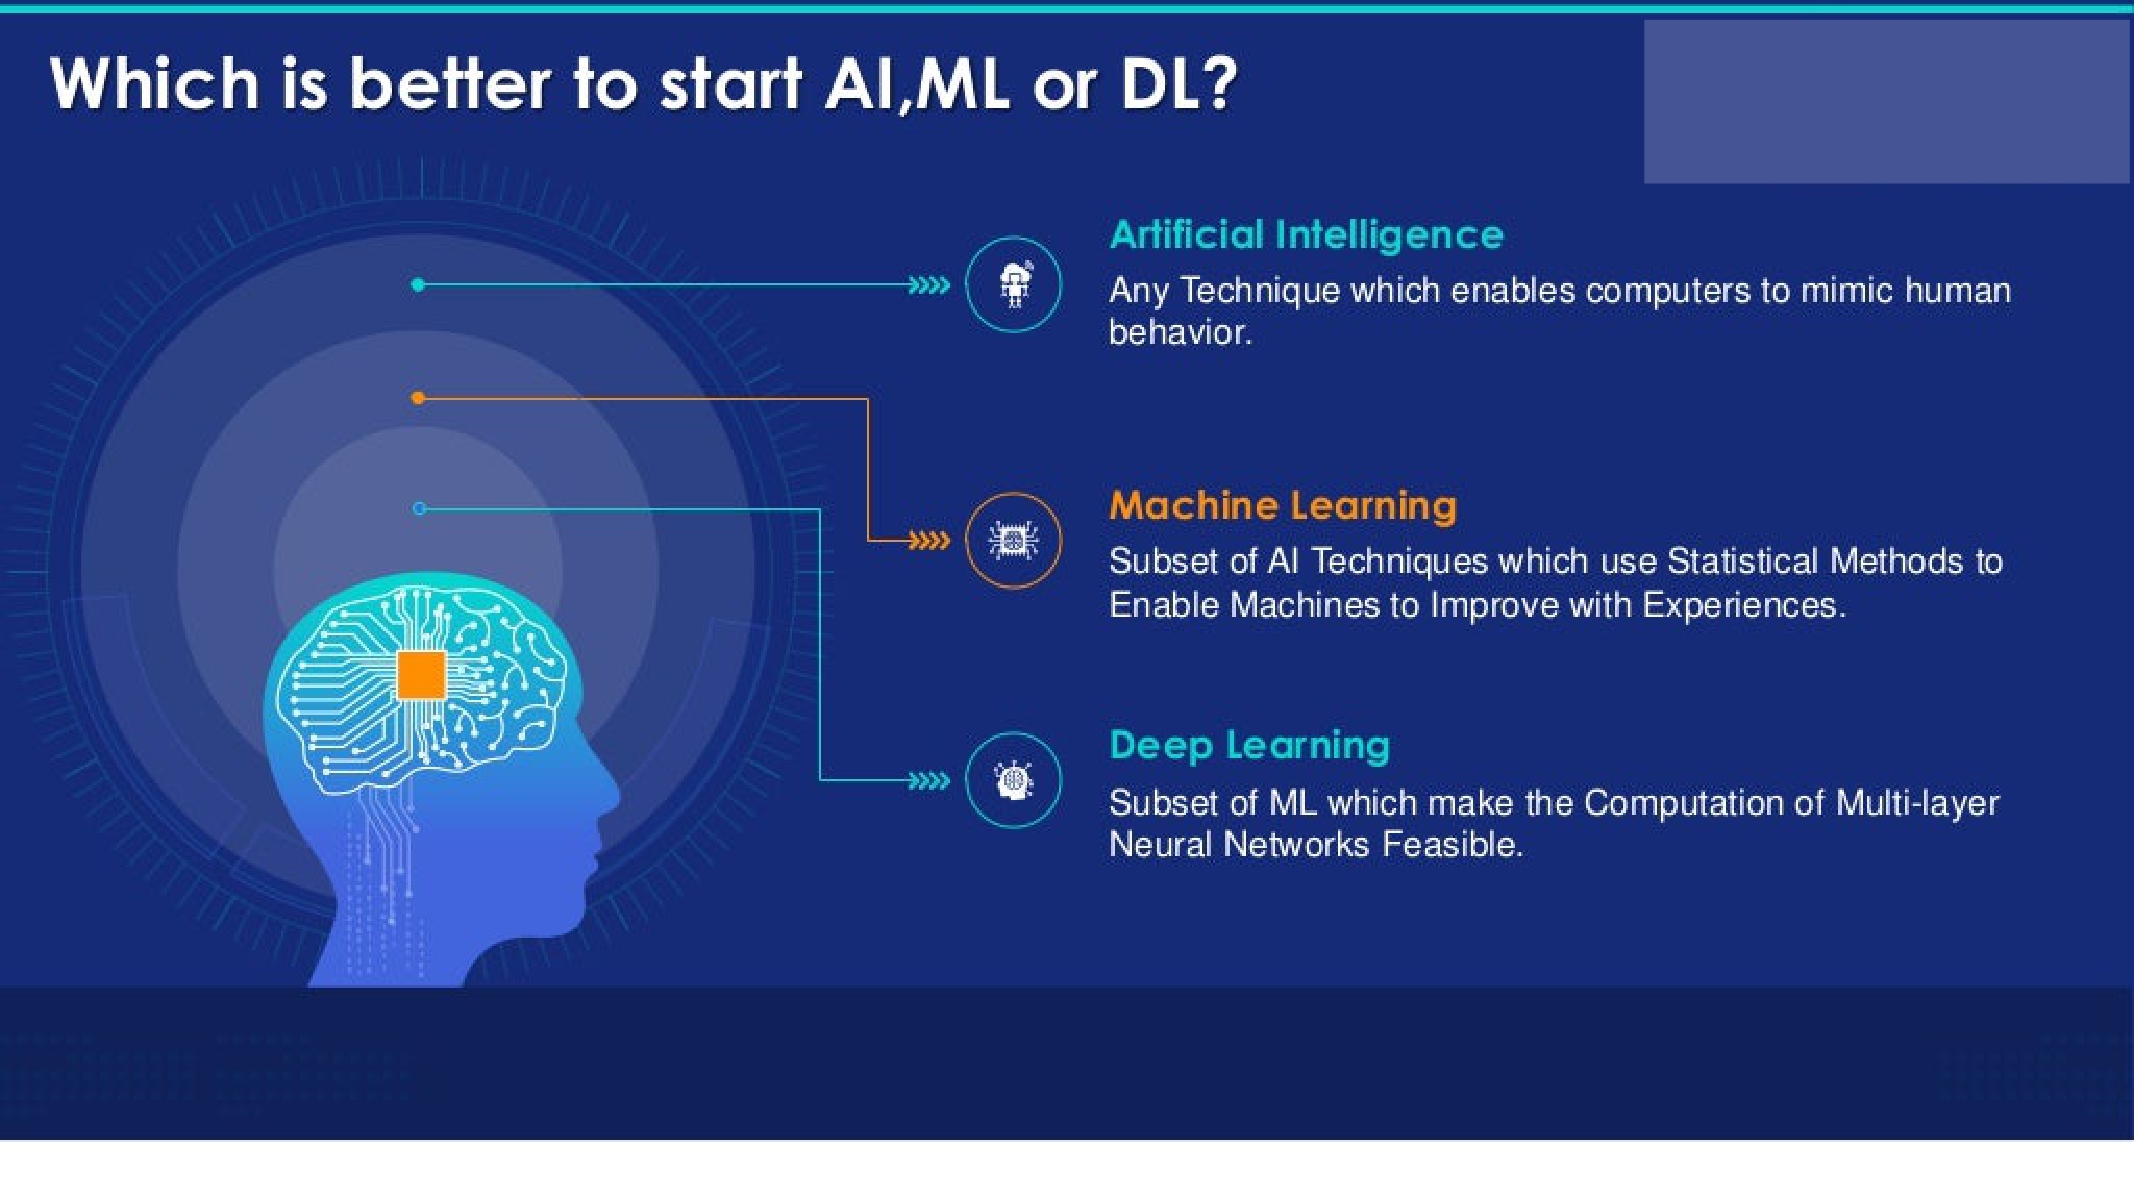 Which is better to start AI,ML or DL?
Artificial Intelligence
Any Technique which enables computers to mimic human
behavior.
Machine Learning
Subset of AI Techniques which use Statistical Methods to
Enable Machines to Improve with Experiences.
Deep Learning
Subset of ML which make the Computation of Multi-layer
Neural Networks Feasible.